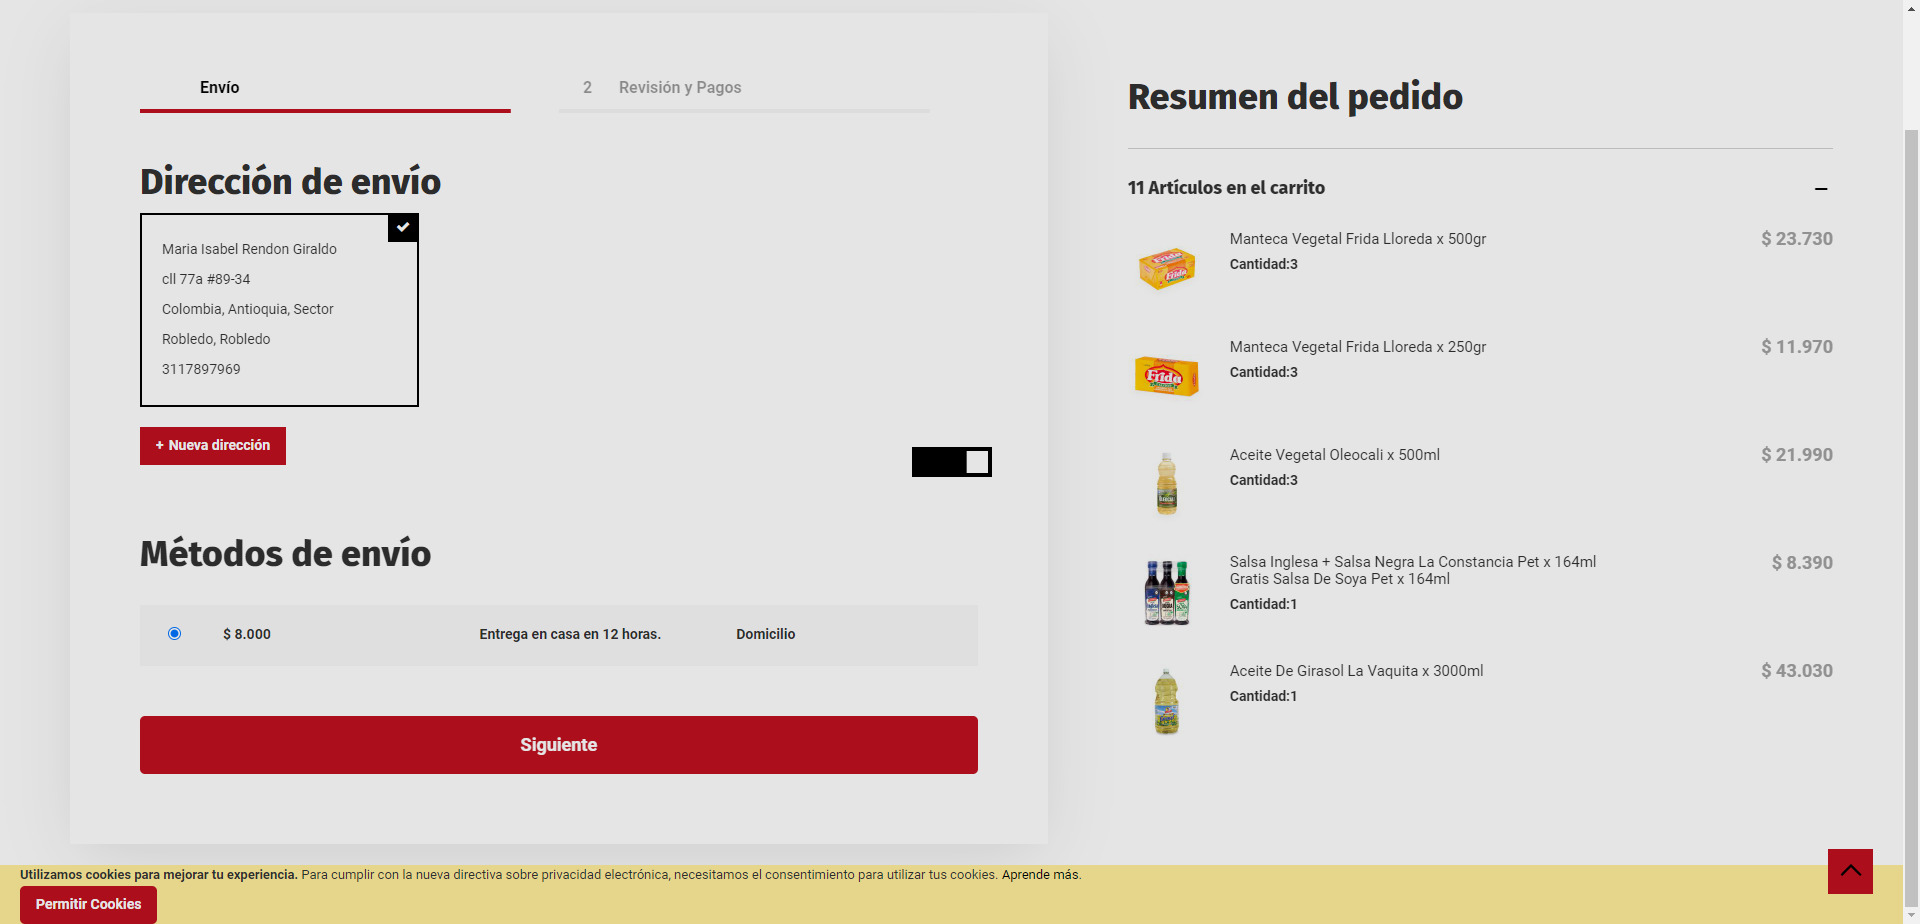 Envío
2 Revisión y Pagos
Dirección de envío
Maria Isabel Rendon Giraldo
cll 77a #89-34
Colombia, Antioquia, Sector
Robledo, Robledo
3117897969
+ Nueva dirección
Métodos de envío
$ 8.000 Entrega en casa en 12 horas. Domicilio
Siguiente
Resumen del pedido
11 Artículos en el carrito
Manteca Vegetal Frida Lloreda x 500gr $ 23.730
Cantidad:3
Frida
Frida
Manteca Vegetal Frida Lloreda x 250gr $ 11.970
Cantidad:3
Frida
Aceite Vegetal Oleocali x 500ml $ 21.990
Cantidad:3
Salsa Inglesa + Salsa Negra La Constancia Pet x 164ml $ 8.390
Gratis Salsa De Soya Pet x 164ml
Cantidad:1
Aceite De Girasol La Vaquita x 3000ml $ 43.030
Cantidad:1
Utilizamos cookies para mejorar tu experiencia. Para cumplir con la nueva directiva sobre privacidad electrónica, necesitamos el consentimiento para utilizar tus cookies. Aprende más.
Permitir Cookies